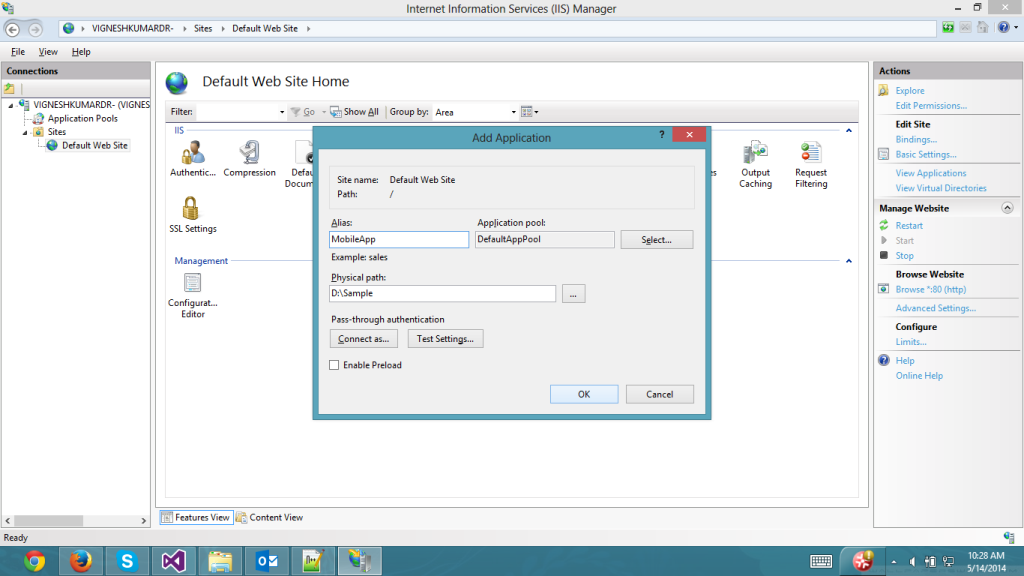 Internet Information Services (IIS) Manager
VIGNESHKUMARDR- Sites Default Web Site
File View Help
Connections
VIGNESHKUMARDR- (VIGNES
Application Pools
Sites
Default Web Site
Default Web Site Home
Filter: Go Show All Group by: Area
IIS
Authentic...
Compression
Output
Caching
Request
Filtering
SSL Settings
Management
Configurat...
Editor
Add Application
Site name: Default Web Site
Path: /
Alias: Application pool:
MobileApp DefaultAppPool Select...
Example: sales
Physical path:
D:\Sample ...
Pass-through authentication
Connect as... Test Settings...
Enable Preload
OK Cancel
Features View Content View
Actions
Explore
Edit Permissions...
Edit Site
Bindings...
Basic Settings...
View Applications
View Virtual Directories
Manage Website
Restart
Start
Stop
Browse Website
Browse *:80 (http)
Advanced Settings...
Configure
Limits...
Help
Online Help
Ready
10:28 AM
5/14/2014